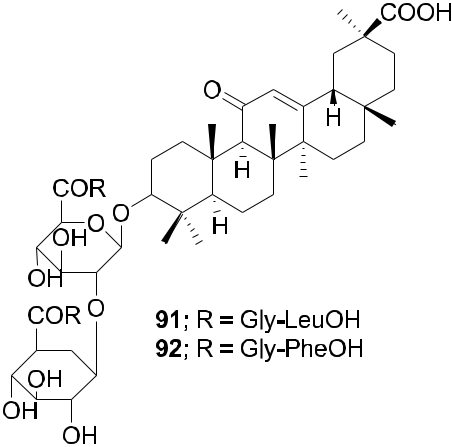 COOH
O
H
H
COR
O
O
OH
H
OH
O
COR
91; R = Gly-LeuOH
92; R = Gly-PheOH
OH
OH
OH